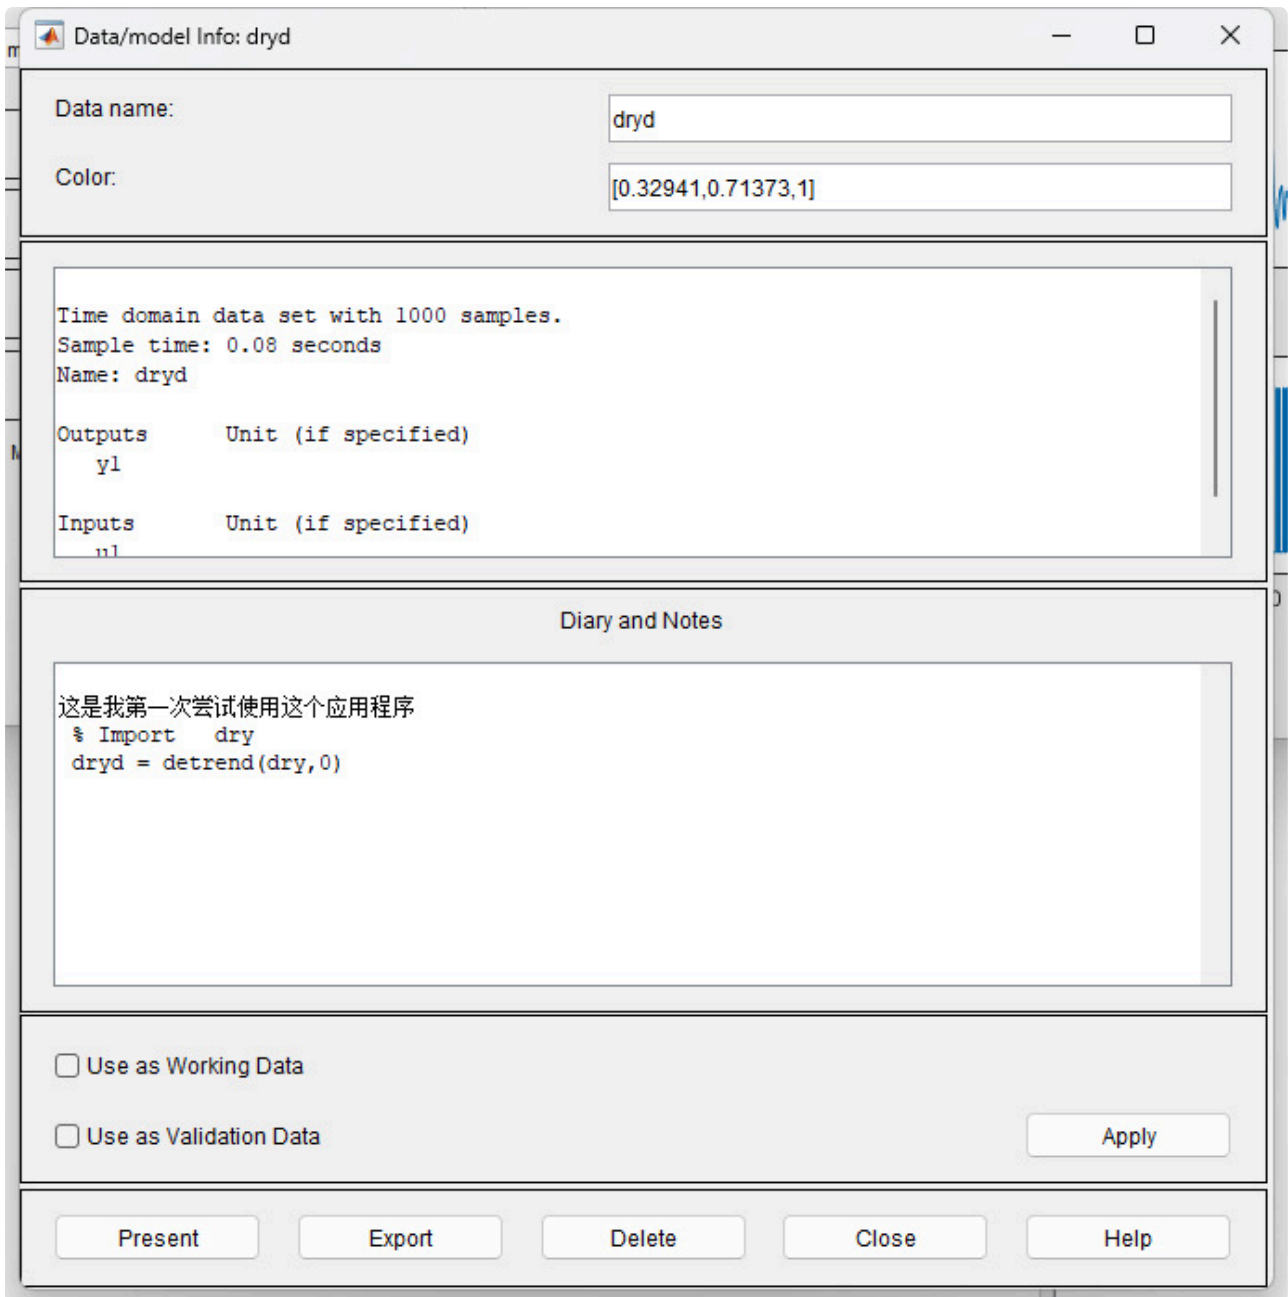 Data/model Info: dryd
Data name:
dryd
Color:
[0.32941,0.71373,1]
Time domain data set with 1000 samples.
Sample time: 0.08 seconds
Name: dryd
Outputs Unit (if specified)
y1
Inputs Unit (if specified)
u1
Diary and Notes
这是我第一次尝试使用这个应用程序
% Import dry
dryd = detrend(dry,0)
Use as Working Data
Use as Validation Data
Apply
Present Export Delete Close Help